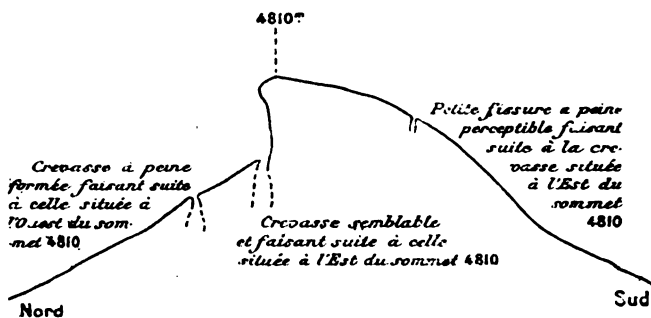 4810m
Petite fissure a peine
perceptible faisant
suite à la cre-
vasse située
à l'Est du
sommet
4810
Crevasse à peine
formée faisant suite
à celle située à
l'Ouest du som-
met 4810
Crevasse semblable
et faisant suite à celle
située à l'Est du sommet 4810
Nord
Sud